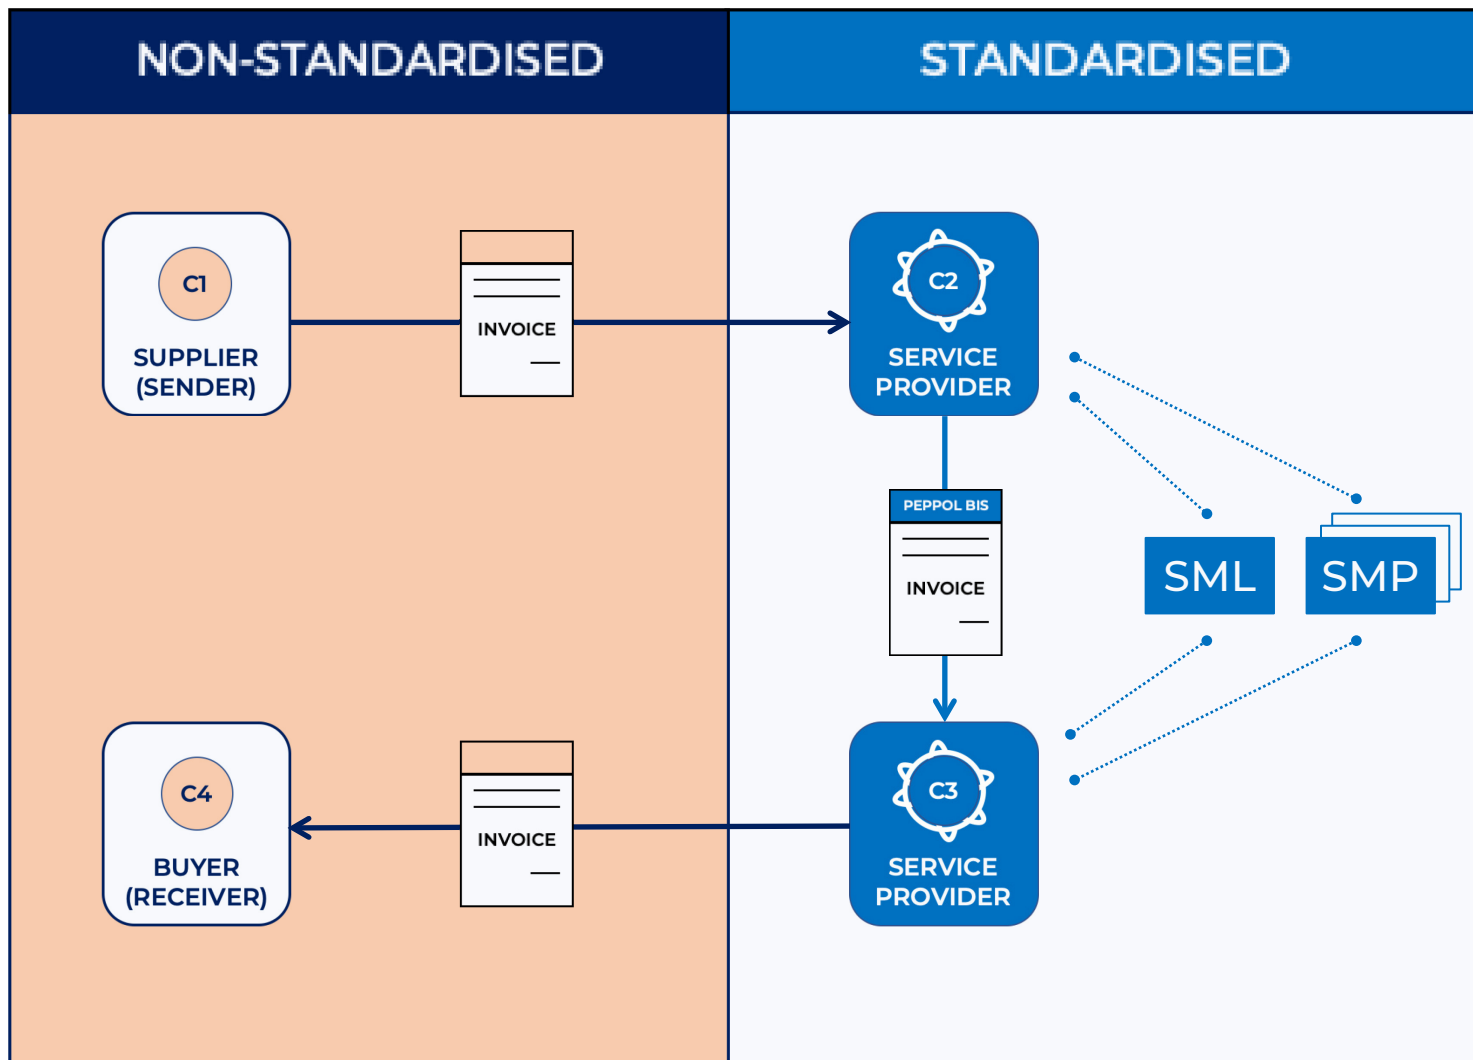 NON-STANDARDISED
STANDARDISED
C1
SUPPLIER
(SENDER)
INVOICE
C2
SERVICE
PROVIDER
PEPPOL BIS
INVOICE
SML
SMP
C4
BUYER
(RECEIVER)
INVOICE
C3
SERVICE
PROVIDER